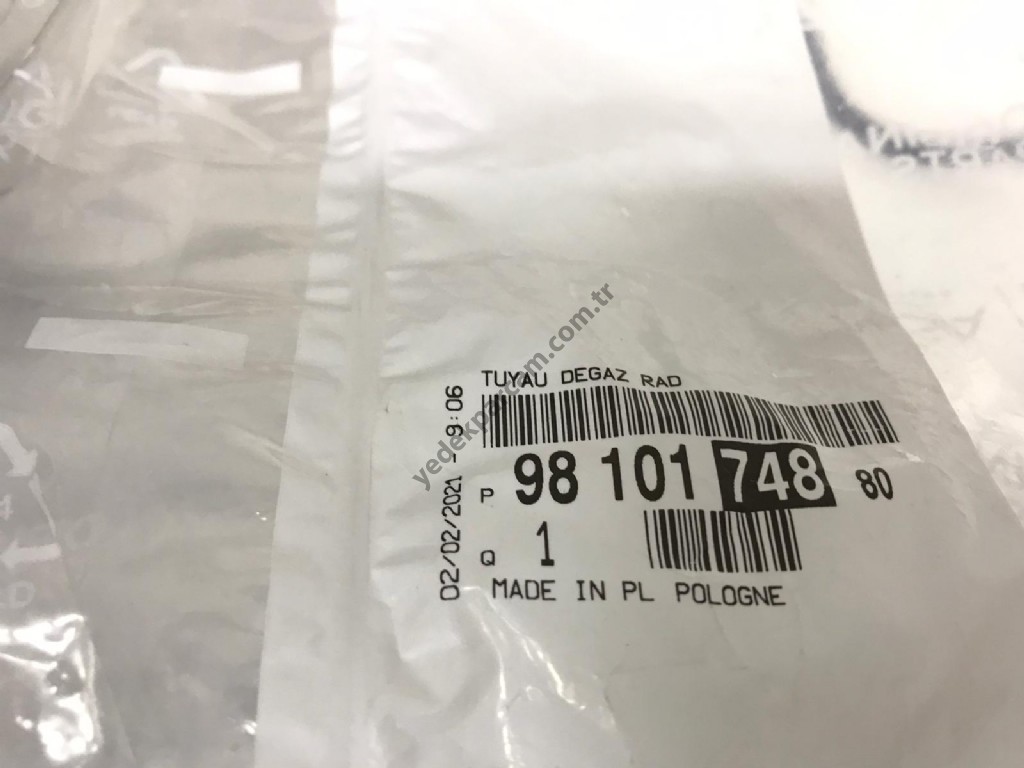 TUYAU DEGAZ RAD
02/02/2021 - 9:06
P 98 101 748 80
Q 1
MADE IN PL POLOGNE
yedekparcam.com.tr